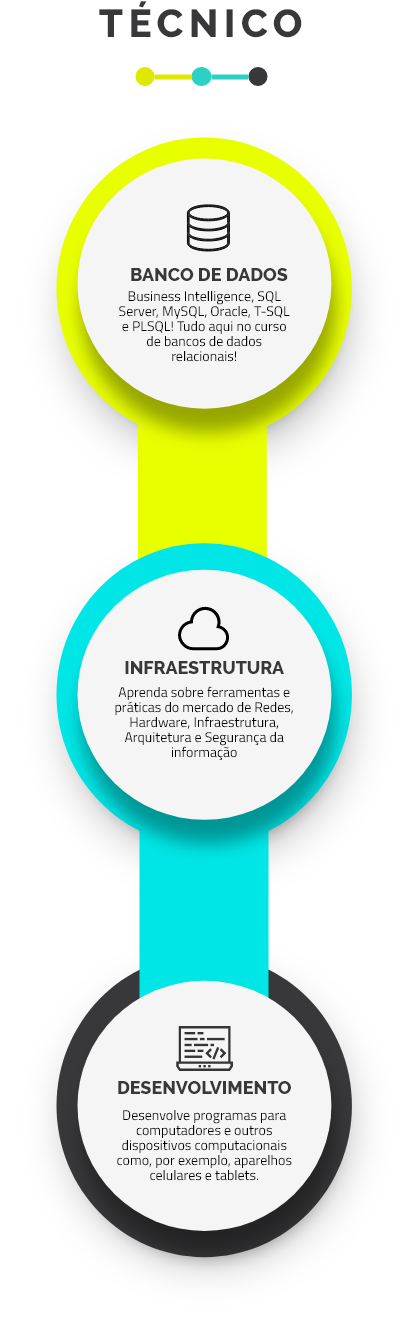 TÉCNICO
BANCO DE DADOS
Business Intelligence, SQL
Server, MySQL, Oracle, T-SQL
e PLSQL! Tudo aqui no curso
de bancos de dados
relacionais!
INFRAESTRUTURA
Aprenda sobre ferramentas e
práticas do mercado de Redes,
Hardware, Infraestrutura,
Arquitetura e Segurança da
informação
DESENVOLVIMENTO
Desenvolve programas para
computadores e outros
dispositivos computacionais
como, por exemplo, aparelhos
celulares e tablets.